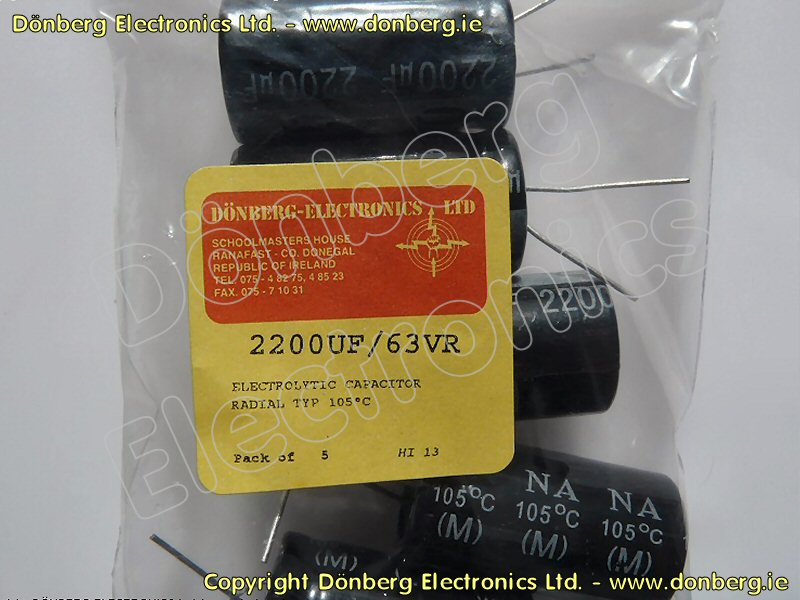 Dönberg Electronics Ltd. - www.donberg.ie
2200µF 2200µF
DÖNBERG-ELECTRONICS LTD
SCHOOLMASTERS HOUSE
RANAFAST - CO. DONEGAL
REPUBLIC OF IRELAND
TEL. 075 - 4 82 75, 4 85 23
FAX. 075 - 7 10 31
2200UF/63VR
ELECTROLYTIC CAPACITOR
RADIAL TYP 105°C
Pack of 5 HI 13
Dönberg
Electronics
2200
NA NA
105°C 105°C 105°C
(M) (M) (M)
(M)
Copyright Dönberg Electronics Ltd. - www.donberg.ie